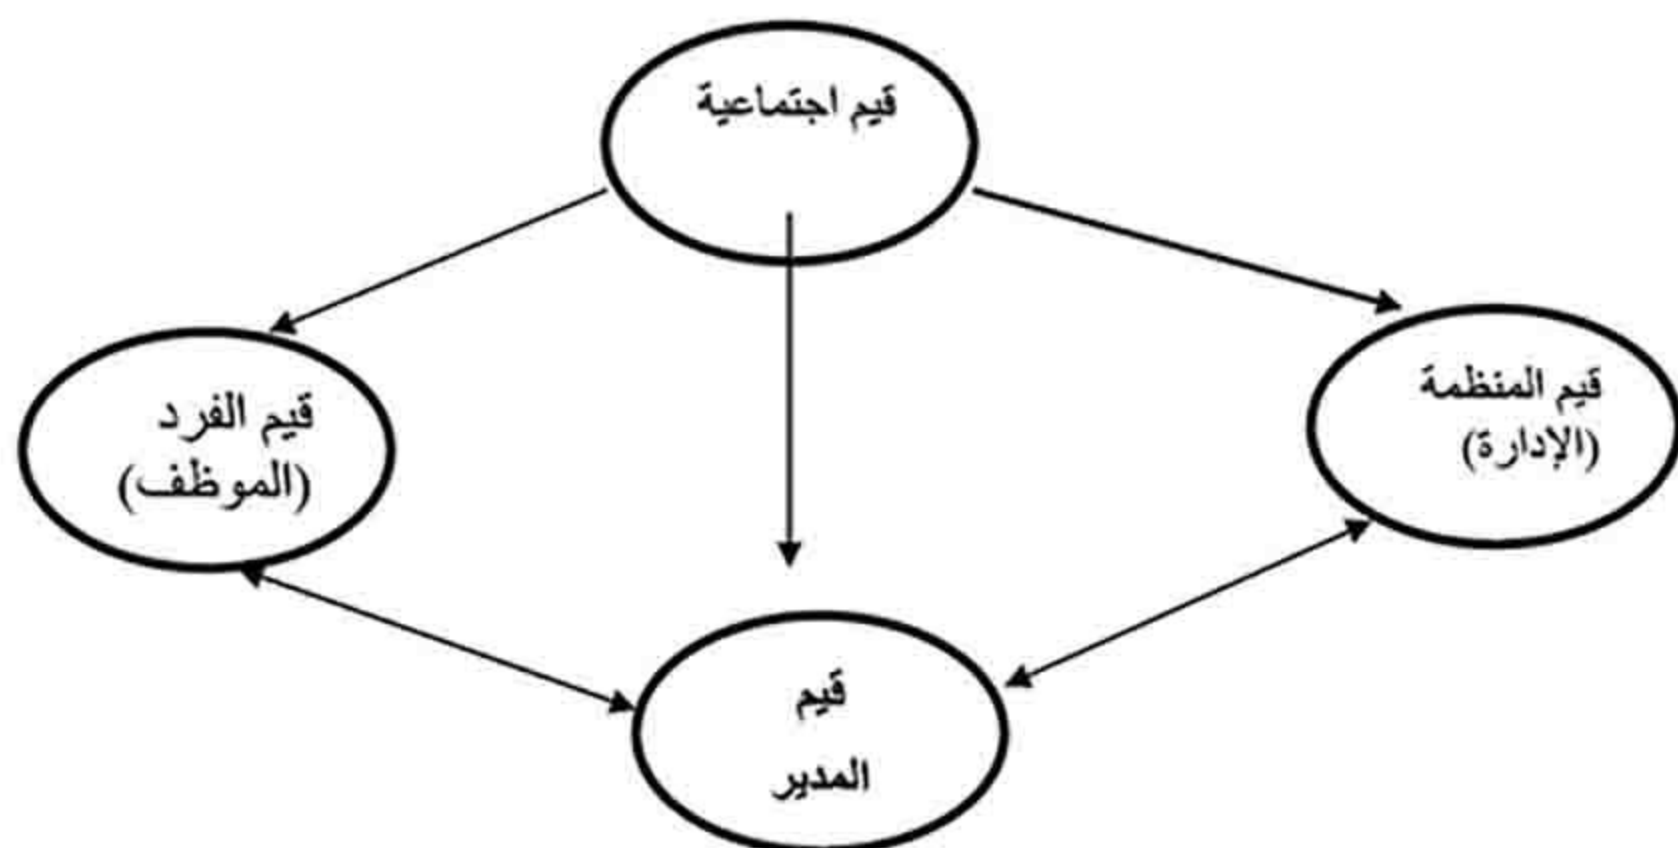 قيم اجتماعية
قيم المنظمة
(الإدارة)
قيم الفرد
(الموظف)
قيم
المدير